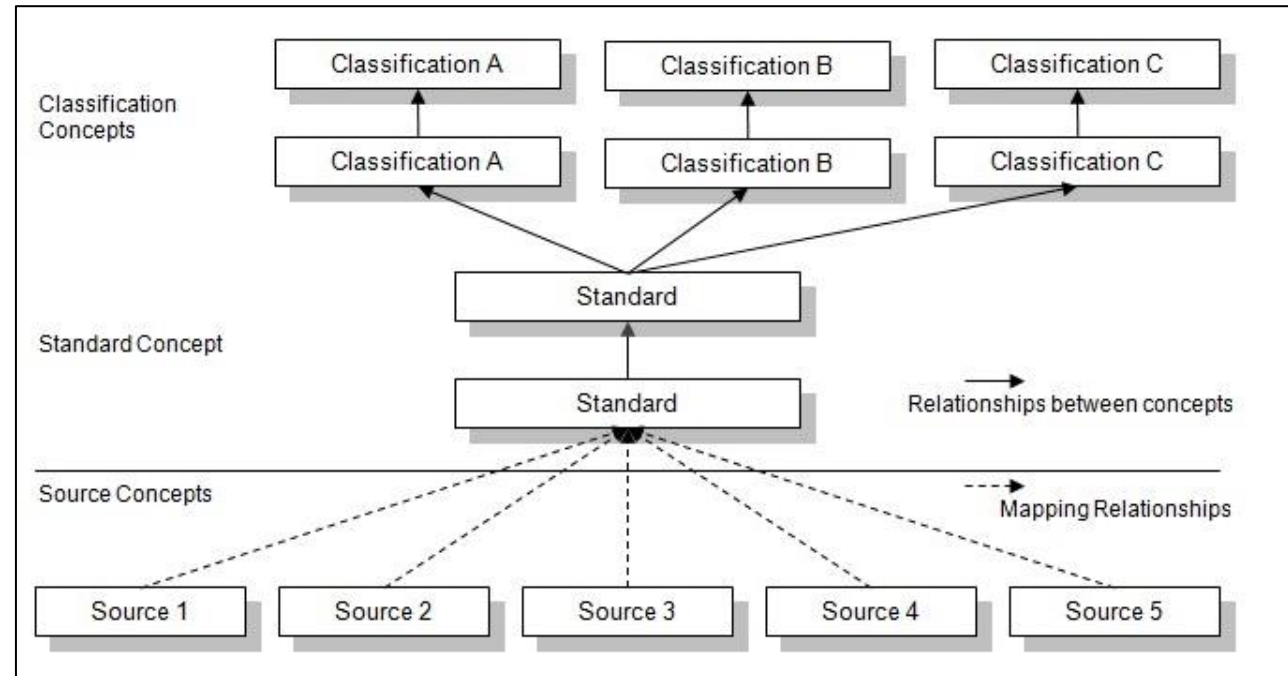 Classification A
Classification B
Classification C
Classification
Concepts
Classification A
Classification B
Classification C
Standard
Standard Concept
Standard
Relationships between concepts
Source Concepts
Mapping Relationships
Source 1
Source 2
Source 3
Source 4
Source 5